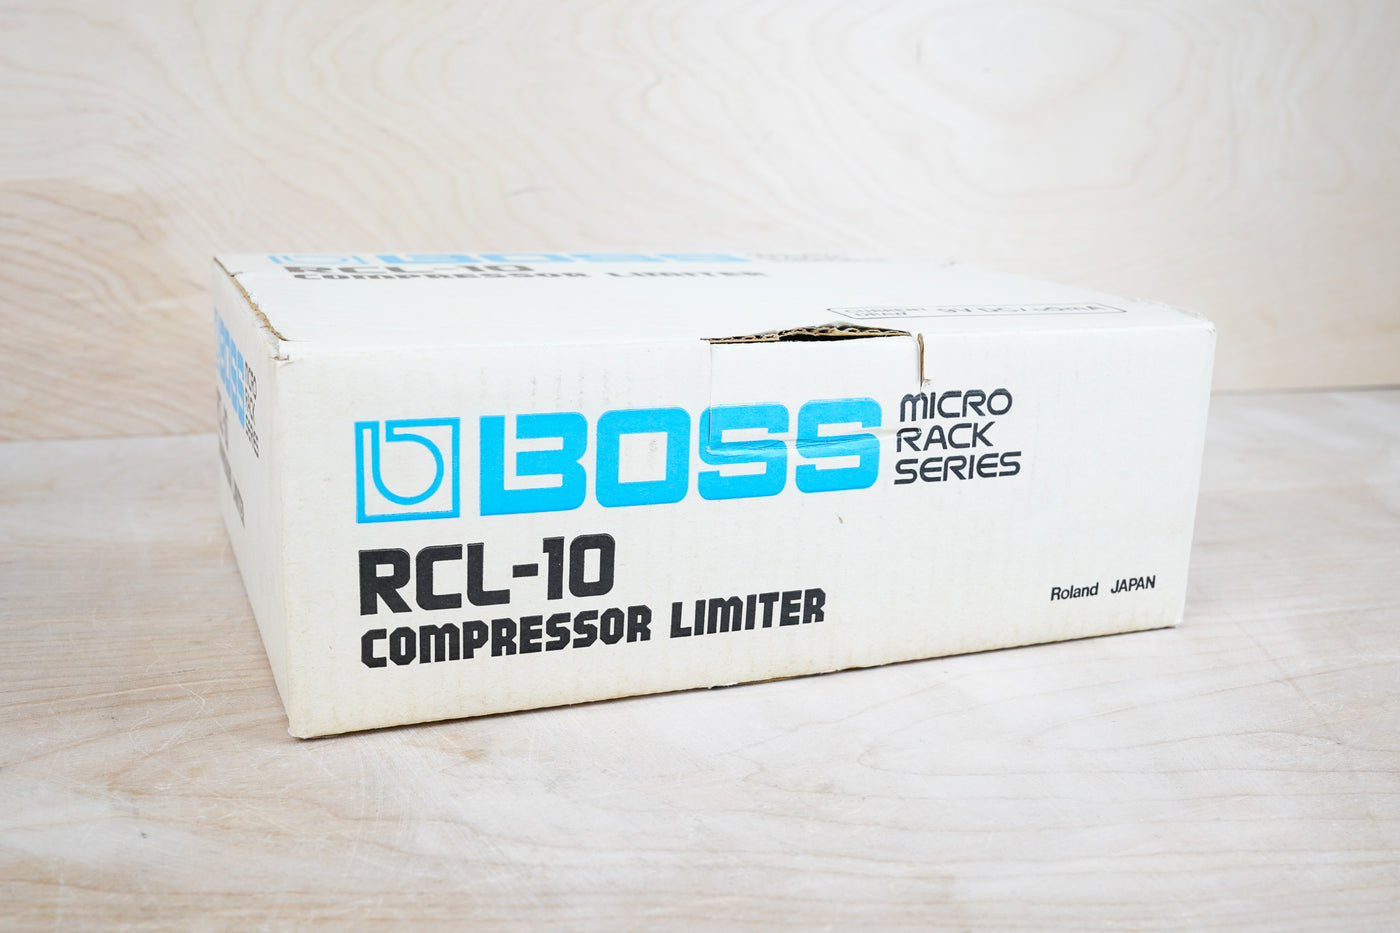 RCL-10
COMPRESSOR LIMITER
BOSS
MICRO
RACK
SERIES
RCL-10
COMPRESSOR LIMITER
Roland JAPAN